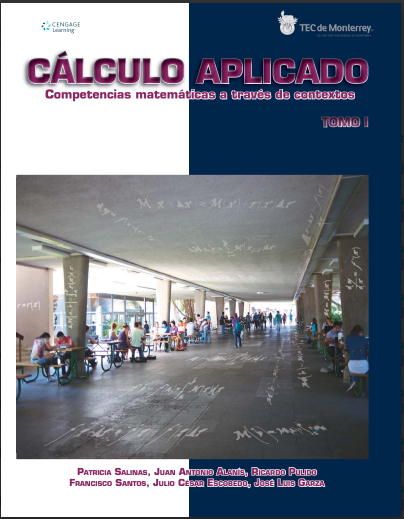 CENGAGE
Learning
TEC de Monterrey
CÁLCULO APLICADO
Competencias matemáticas a través de contextos
TOMO I
PATRICIA SALINAS, JUAN ANTONIO ALANÍS, RICARDO PULIDO
FRANCISCO SANTOS, JULIO CESAR ESCOBEDO, JOSÉ LUIS GARZA